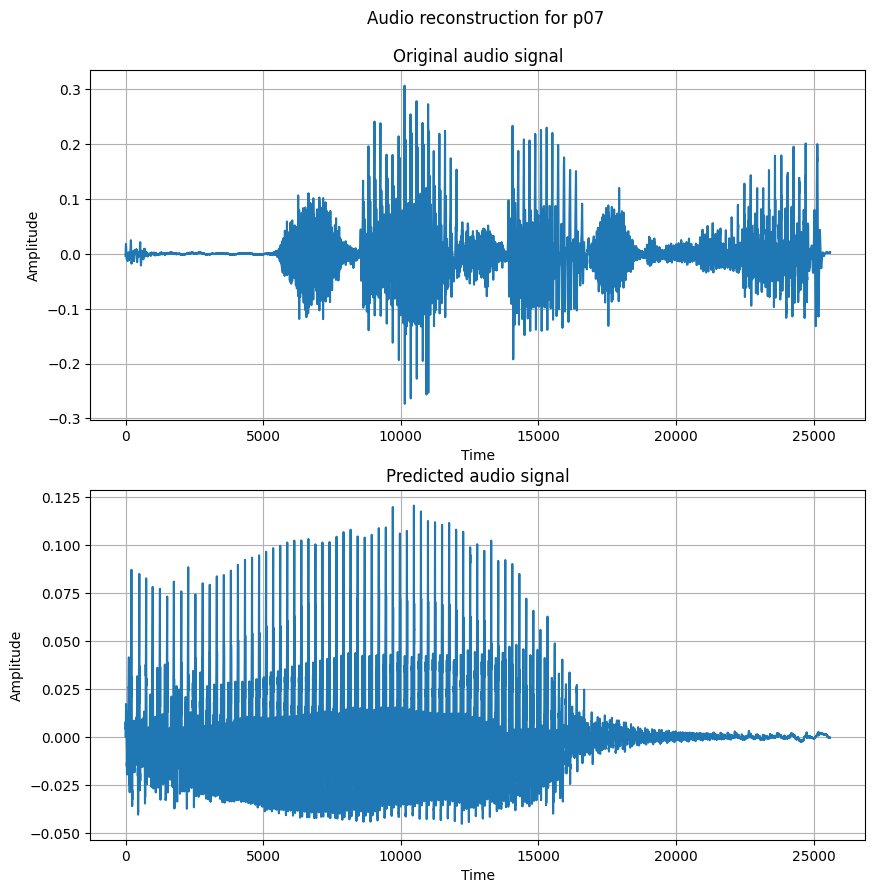 Audio reconstruction for p07
Original audio signal
0.3
0.2
0.1
0.0
−0.1
−0.2
−0.3
Amplitude
0 5000 10000 15000 20000 25000
Time
Predicted audio signal
0.125
0.100
0.075
0.050
0.025
0.000
−0.025
−0.050
Amplitude
0 5000 10000 15000 20000 25000
Time